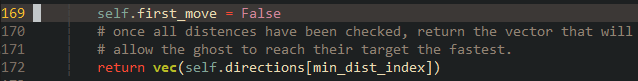 169 self.first_move = False
170 # once all distences have been checked, return the vector that will
171 # allow the ghost to reach their target the fastest.
172 return vec(self.directions[min_dist_index])